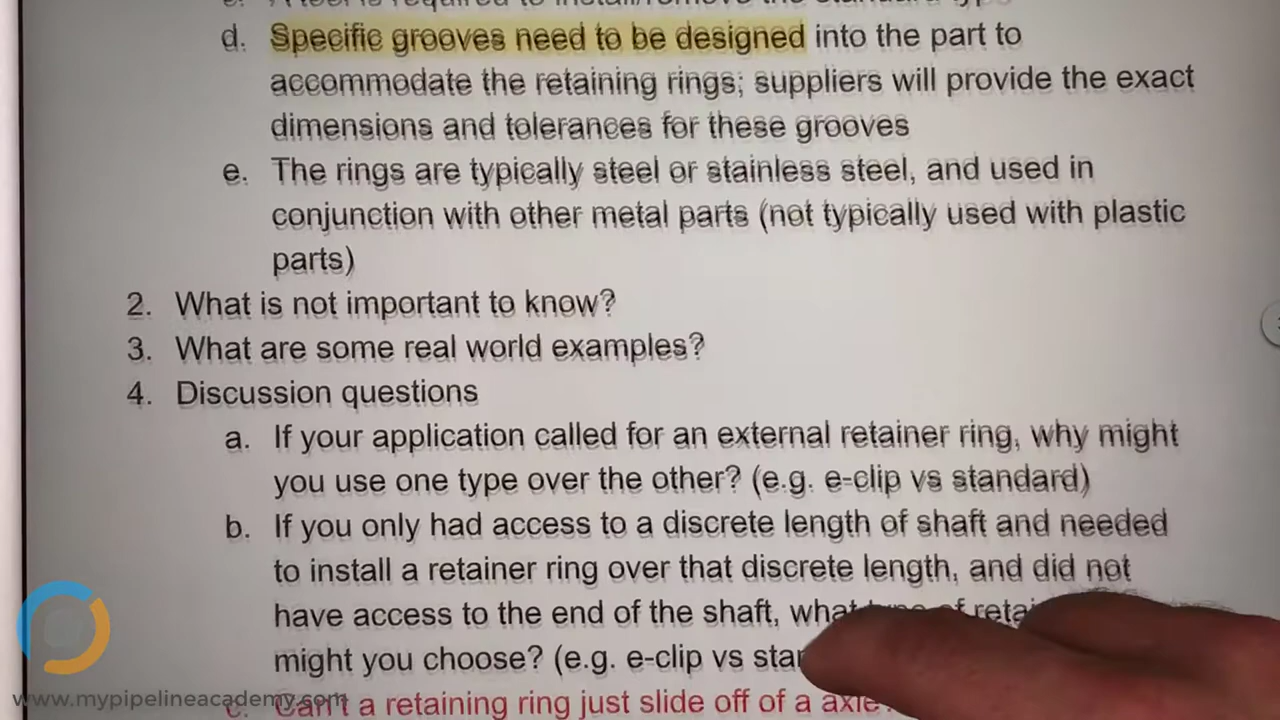 d. Specific grooves need to be designed into the part to
accommodate the retaining rings; suppliers will provide the exact
dimensions and tolerances for these grooves
e. The rings are typically steel or stainless steel, and used in
conjunction with other metal parts (not typically used with plastic
parts)
2. What is not important to know?
3. What are some real world examples?
4. Discussion questions
a. If your application called for an external retainer ring, why might
you use one type over the other? (e.g. e-clip vs standard)
b. If you only had access to a discrete length of shaft and needed
to install a retainer ring over that discrete length, and did not
have access to the end of the shaft, what of
might you choose? (e.g. e-clip vs
www.mypipelineacademy.com
c. Can't a retaining ring just slide off of a axle?